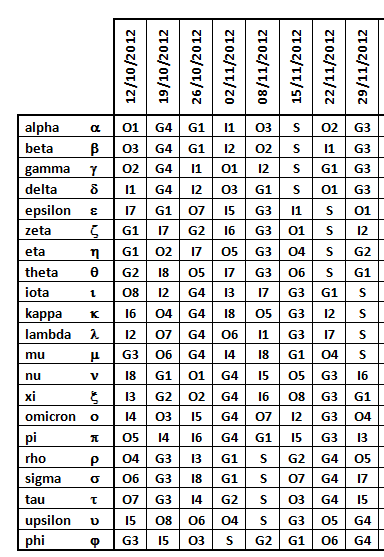 12/10/2012 19/10/2012 26/10/2012 02/11/2012 08/11/2012 15/11/2012 22/11/2012 29/11/2012
alpha α O1 G4 G1 I1 O3 S O2 G3
beta β O3 G4 G1 I2 O2 S I1 G3
gamma γ O2 G4 I1 O1 I2 S G1 G3
delta δ I1 G4 I2 O3 G1 S O1 G3
epsilon ε I7 G1 O7 I5 G3 I1 S O1
zeta ζ G1 I7 G2 I6 G3 O1 S I2
eta η G1 O2 I7 O5 G3 O4 S G2
theta θ G2 I8 O5 I7 G3 O6 S G1
iota ι O8 I2 G4 I3 I7 G3 G1 S
kappa κ I6 O4 G4 I8 O5 G3 I2 S
lambda λ I2 O7 G4 O6 I1 G3 I7 S
mu μ G3 O6 G4 I4 I8 G1 O4 S
nu ν I8 G1 O1 G4 I5 O5 G3 I6
xi ξ I3 G2 O2 G4 I6 O8 G3 G1
omicron ο I4 O3 I5 G4 O7 I2 G3 O4
pi π O5 I4 I6 G4 G1 I5 G3 I3
rho ρ O4 G3 I3 G1 S G2 G4 O5
sigma σ O6 G3 I8 G1 S O7 G4 I7
tau τ O7 G3 I4 G2 S O3 G4 I5
upsilon υ I5 O8 O6 O4 S G3 O5 G4
phi φ G3 I5 O3 S G2 G1 O6 G4